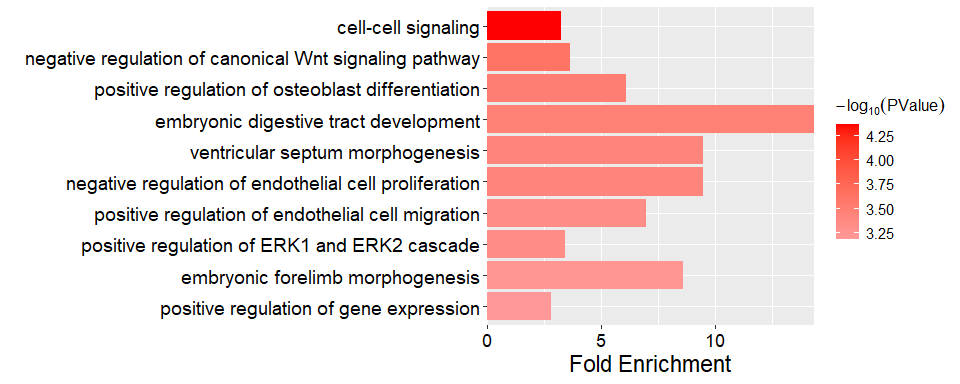 cell-cell signaling
negative regulation of canonical Wnt signaling pathway
positive regulation of osteoblast differentiation
embryonic digestive tract development
ventricular septum morphogenesis
negative regulation of endothelial cell proliferation
positive regulation of endothelial cell migration
positive regulation of ERK1 and ERK2 cascade
embryonic forelimb morphogenesis
positive regulation of gene expression
0 5 10
Fold Enrichment
−log₁₀(PValue)
4.25
4.00
3.75
3.50
3.25